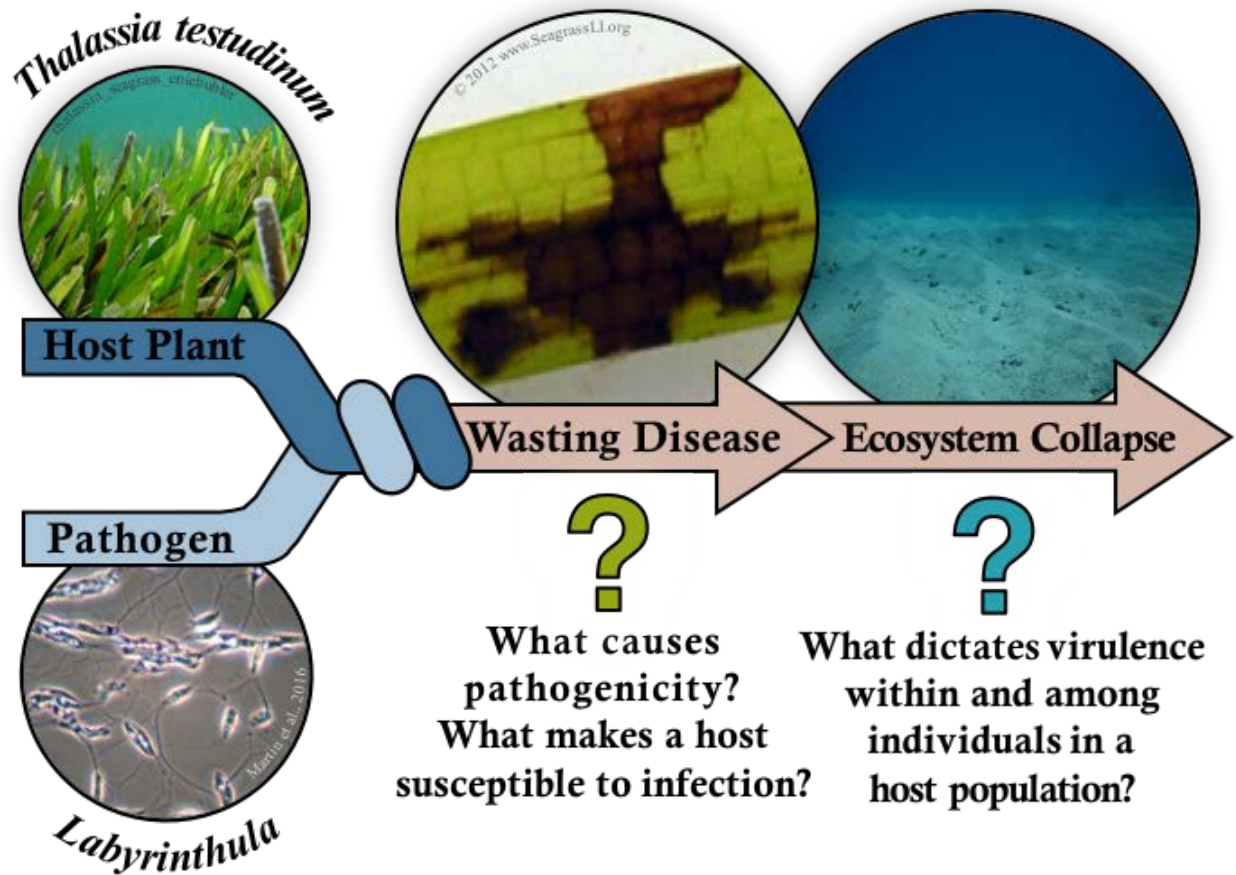 Thalassia testudinum
thalassia_seagrass_eniebuhler
© 2012 www.SeagrassLI.org
Host Plant
Wasting Disease
Ecosystem Collapse
Pathogen
Martin et al., 2016
Labyrinthula
?
What causes
pathogenicity?
What makes a host
susceptible to infection?
?
What dictates virulence
within and among
individuals in a
host population?